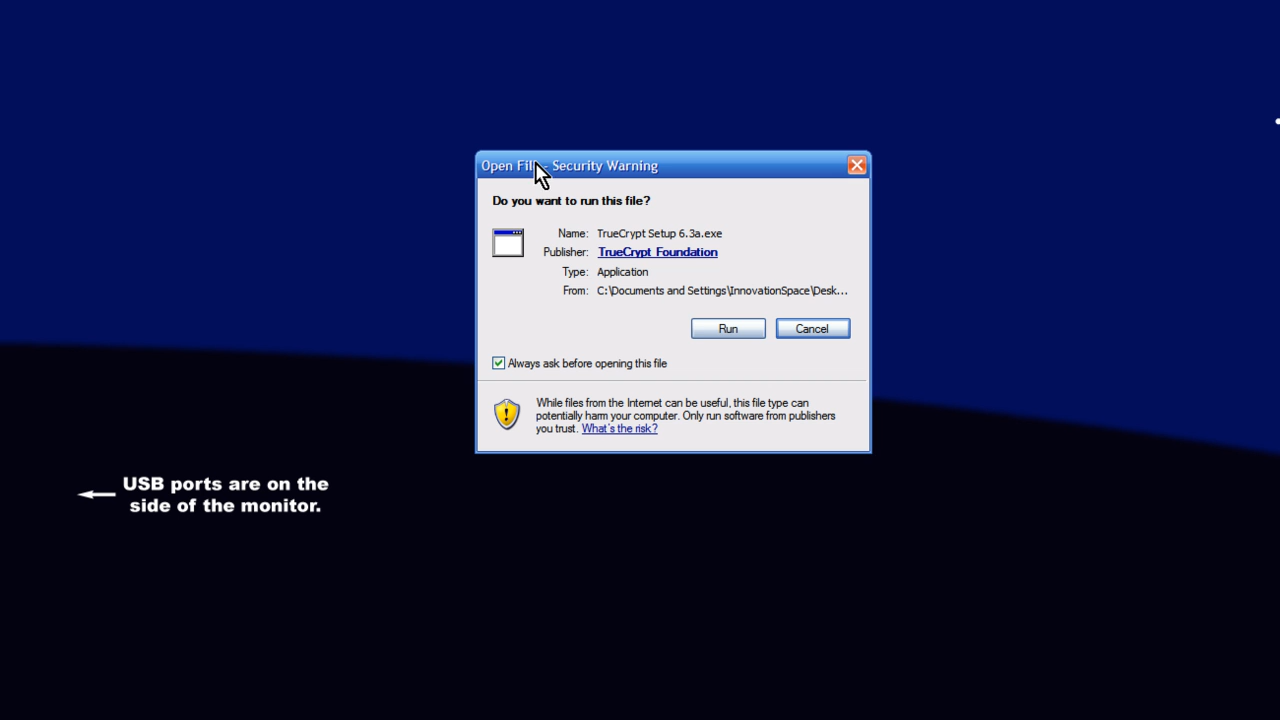 Open File - Security Warning
Do you want to run this file?
Name: TrueCrypt Setup 6.3a.exe
Publisher: TrueCrypt Foundation
Type: Application
From: C:\Documents and Settings\InnovationSpace\Desk...
Run Cancel
Always ask before opening this file
While files from the Internet can be useful, this file type can
potentially harm your computer. Only run software from publishers
you trust. What's the risk?
USB ports are on the
side of the monitor.